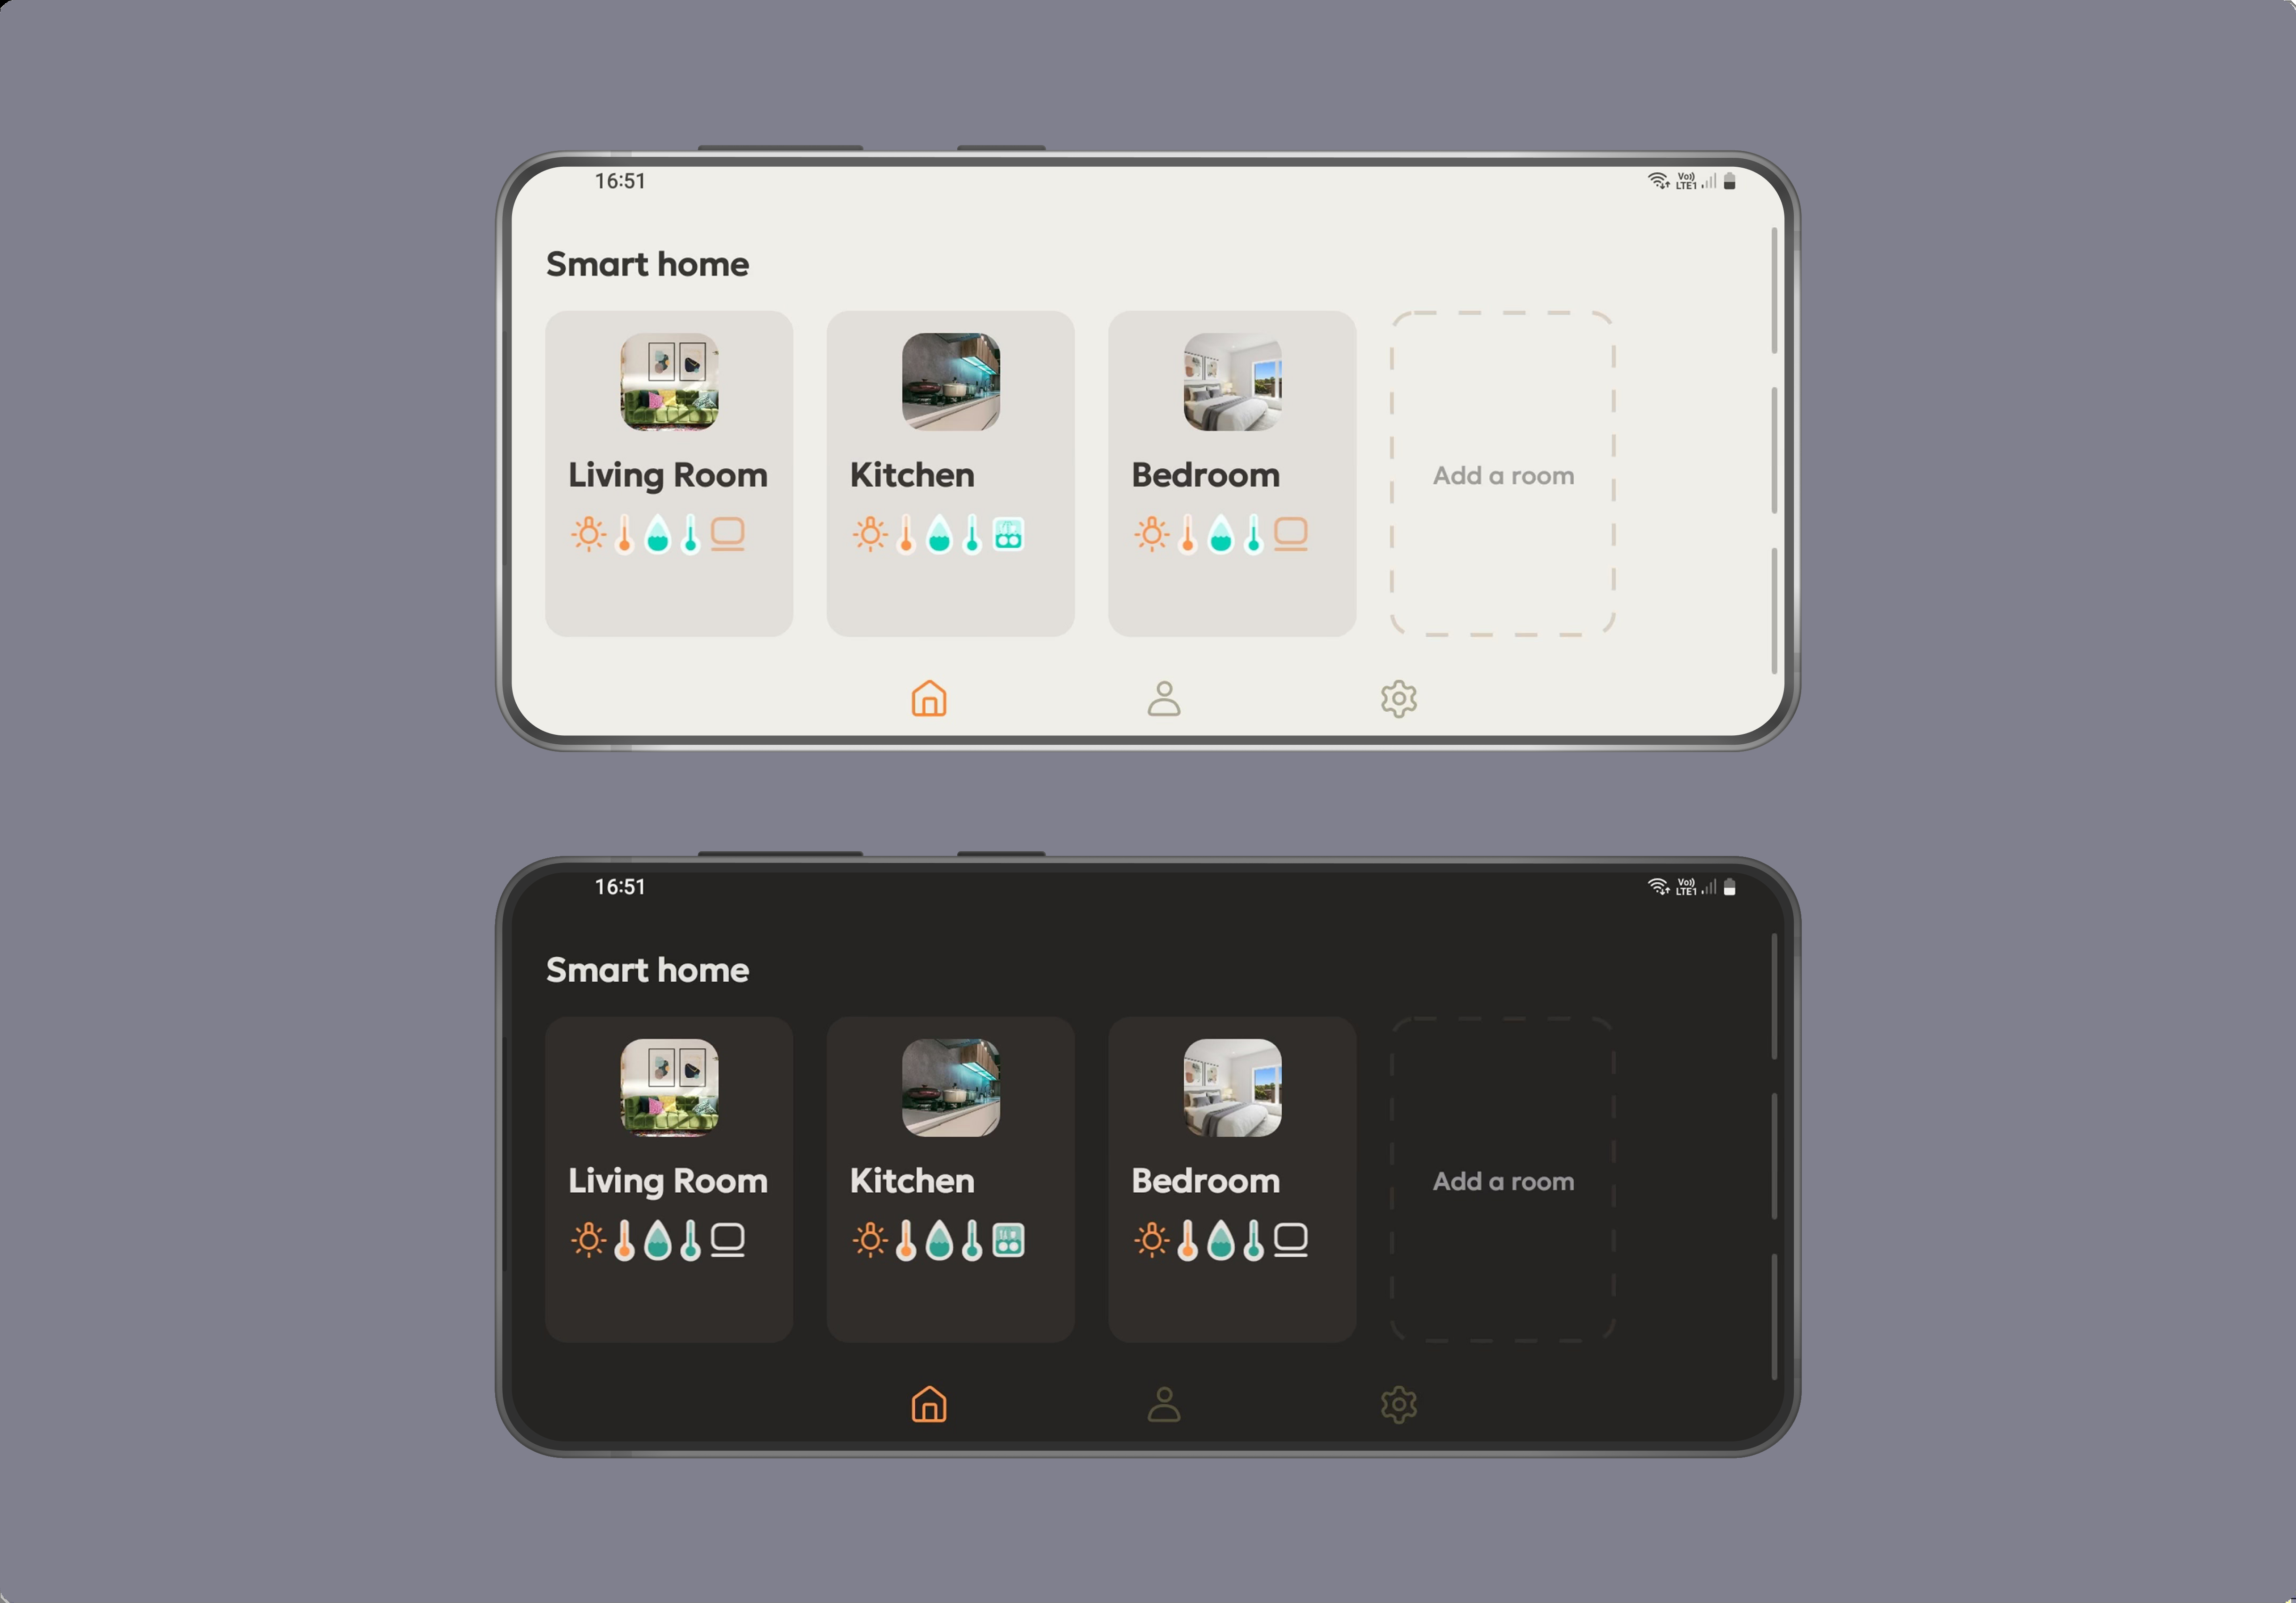 16:51
Vo))
LTE1
Smart home
Living Room
Kitchen
Bedroom
Add a room
16:51
Vo))
LTE1
Smart home
Living Room
Kitchen
Bedroom
Add a room